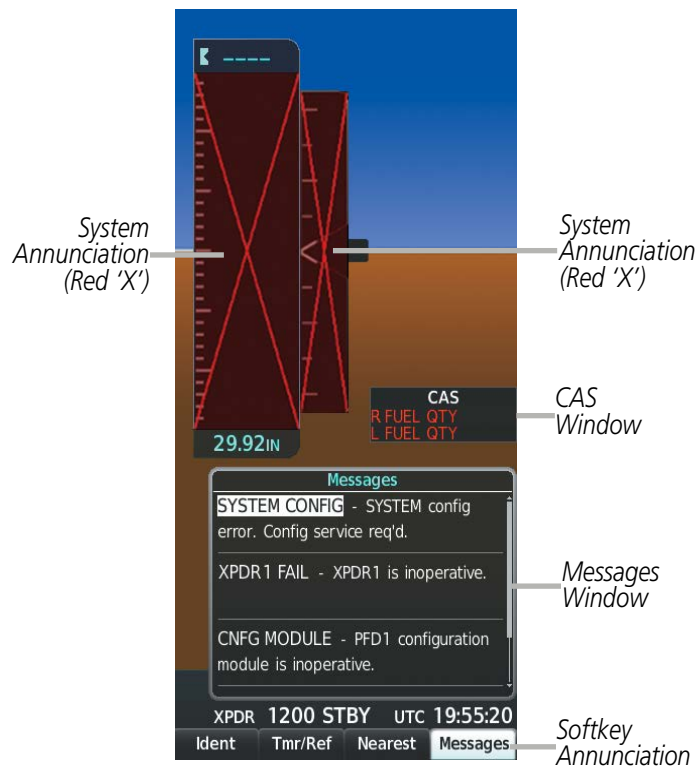 ----
System
Annunciation
(Red ‘X’)
System
Annunciation
(Red ‘X’)
CAS
R FUEL QTY
L FUEL QTY
CAS
Window
29.92IN
Messages
SYSTEM CONFIG - SYSTEM config
error. Config service req'd.
XPDR1 FAIL - XPDR1 is inoperative.
CNFG MODULE - PFD1 configuration
module is inoperative.
Messages
Window
XPDR 1200 STBY UTC 19:55:20
Ident Tmr/Ref Nearest Messages
Softkey
Annunciation